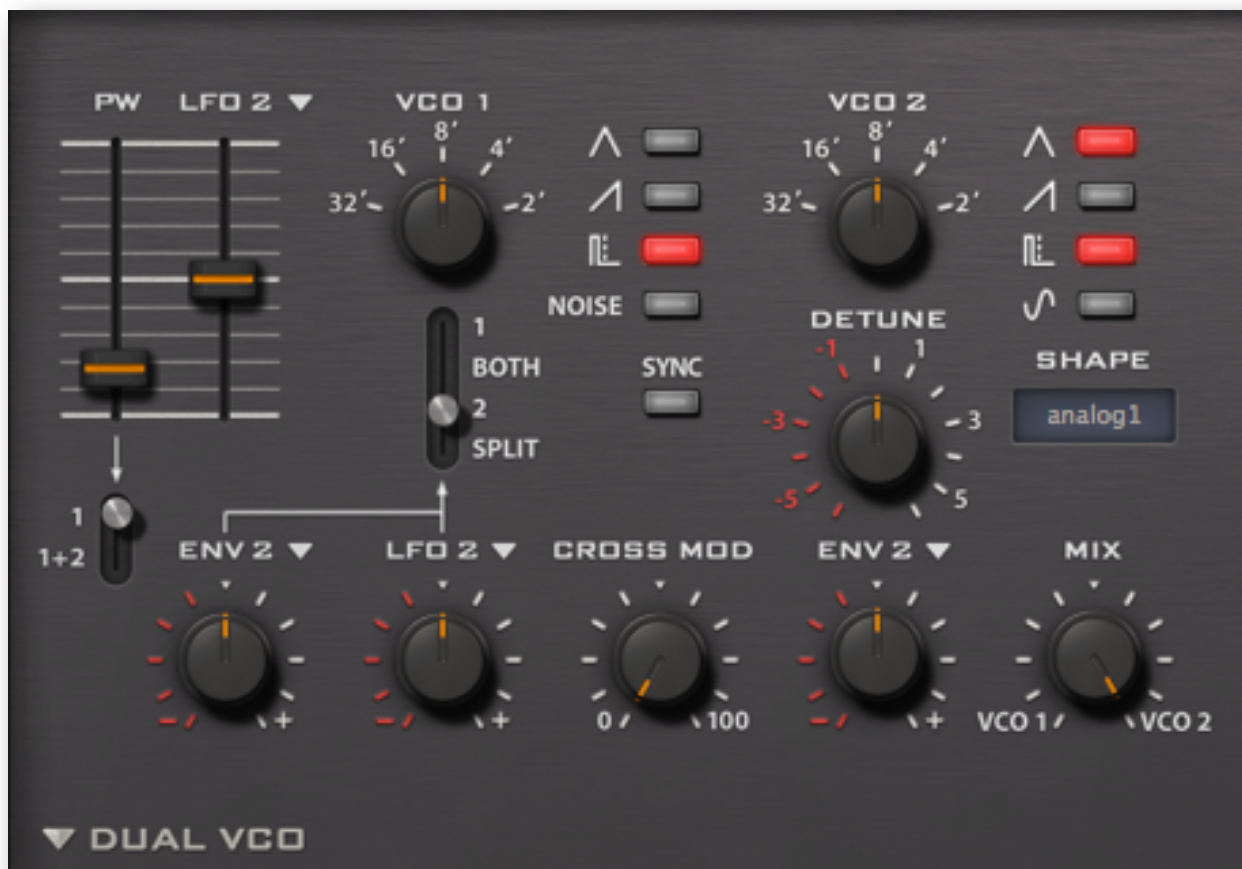 PW LFO 2 VCO 1 VCO 2
8’ 8’
16’ 4’ 16’ 4’
32’ 2’ 32’ 2’
NOISE
DETUNE
1
-1 1
BOTH SYNC SHAPE
2 -3 3 analog1
SPLIT
-5 5
1
1+2
ENV 2 LFO 2 CROSS MOD ENV 2 MIX
- + - + 0 100 - + VCO 1 VCO 2
DUAL VCO